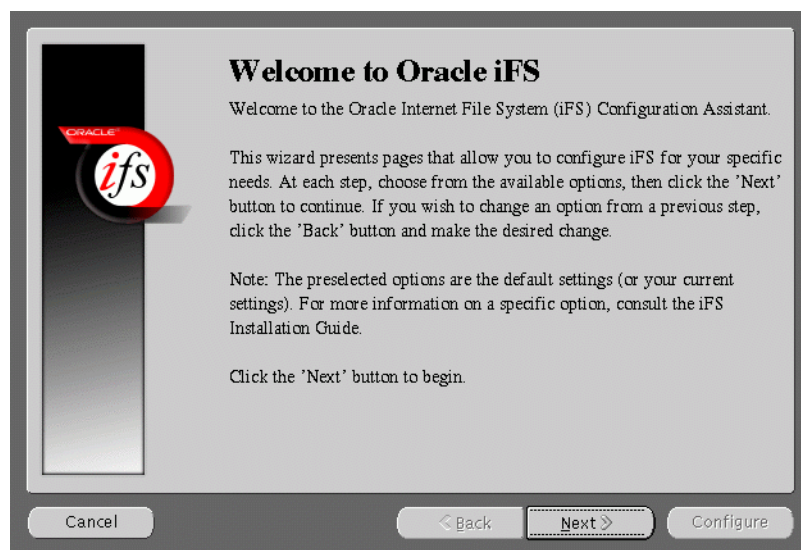 ORACLE
ifs
Welcome to Oracle iFS
Welcome to the Oracle Internet File System (iFS) Configuration Assistant.
This wizard presents pages that allow you to configure iFS for your specific
needs. At each step, choose from the available options, then click the 'Next'
button to continue. If you wish to change an option from a previous step,
click the 'Back' button and make the desired change.
Note: The preselected options are the default settings (or your current
settings). For more information on a specific option, consult the iFS
Installation Guide.
Click the 'Next' button to begin.
Cancel
Back
Next
Configure